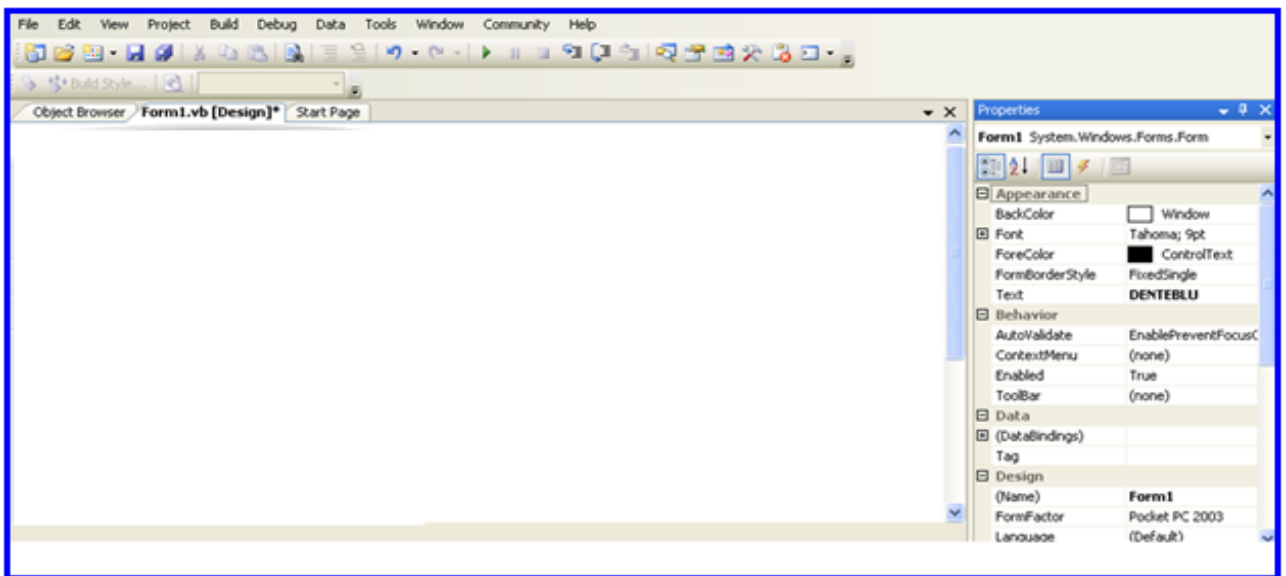 File Edit View Project Build Debug Data Tools Window Community Help
Build Style...
Object Browser Form1.vb [Design]* Start Page
Properties
Form1 System.Windows.Forms.Form
Appearance
BackColor Window
Font Tahoma; 9pt
ForeColor ControlText
FormBorderStyle FixedSingle
Text DENTEBLU
Behavior
AutoValidate EnablePreventFocusC
ContextMenu (none)
Enabled True
ToolBar (none)
Data
(DataBindings)
Tag
Design
(Name) Form1
FormFactor Pocket PC 2003
Language (Default)